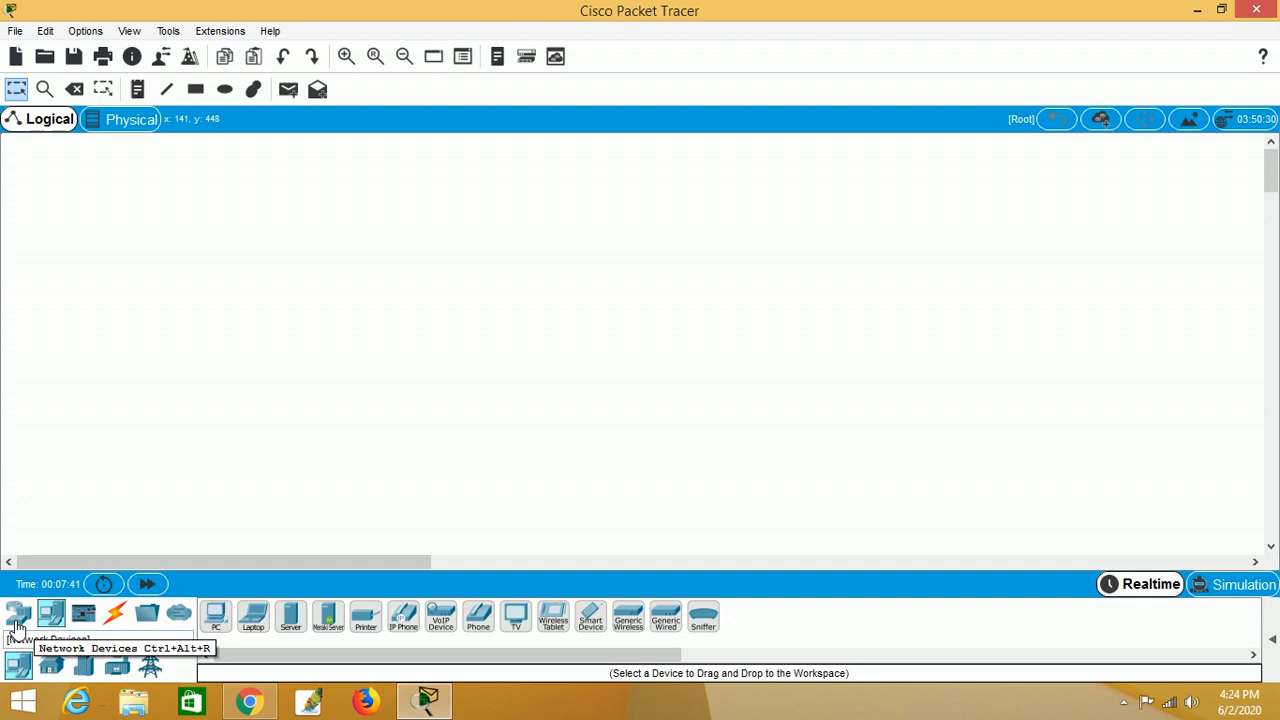 Cisco Packet Tracer
File Edit Options View Tools Extensions Help
Logical Physical x: 141, y: 448 [Root] 03:50:30
Time: 00:07:41 Realtime Simulation
PC Laptop Server Meraki Server Printer IP Phone VoIP Device Phone TV Wireless Tablet Smart Device Generic Wireless Generic Wired Sniffer
Network Devices Ctrl+Alt+R
(Select a Device to Drag and Drop to the Workspace)
4:24 PM
6/2/2020